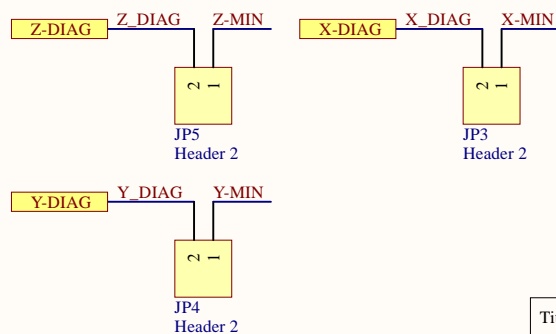 Z-DIAG Z_DIAG Z-MIN X-DIAG X_DIAG X-MIN
2 1 2 1
JP5 JP3
Header 2 Header 2
Y-DIAG Y_DIAG Y-MIN
2 1
JP4
Header 2